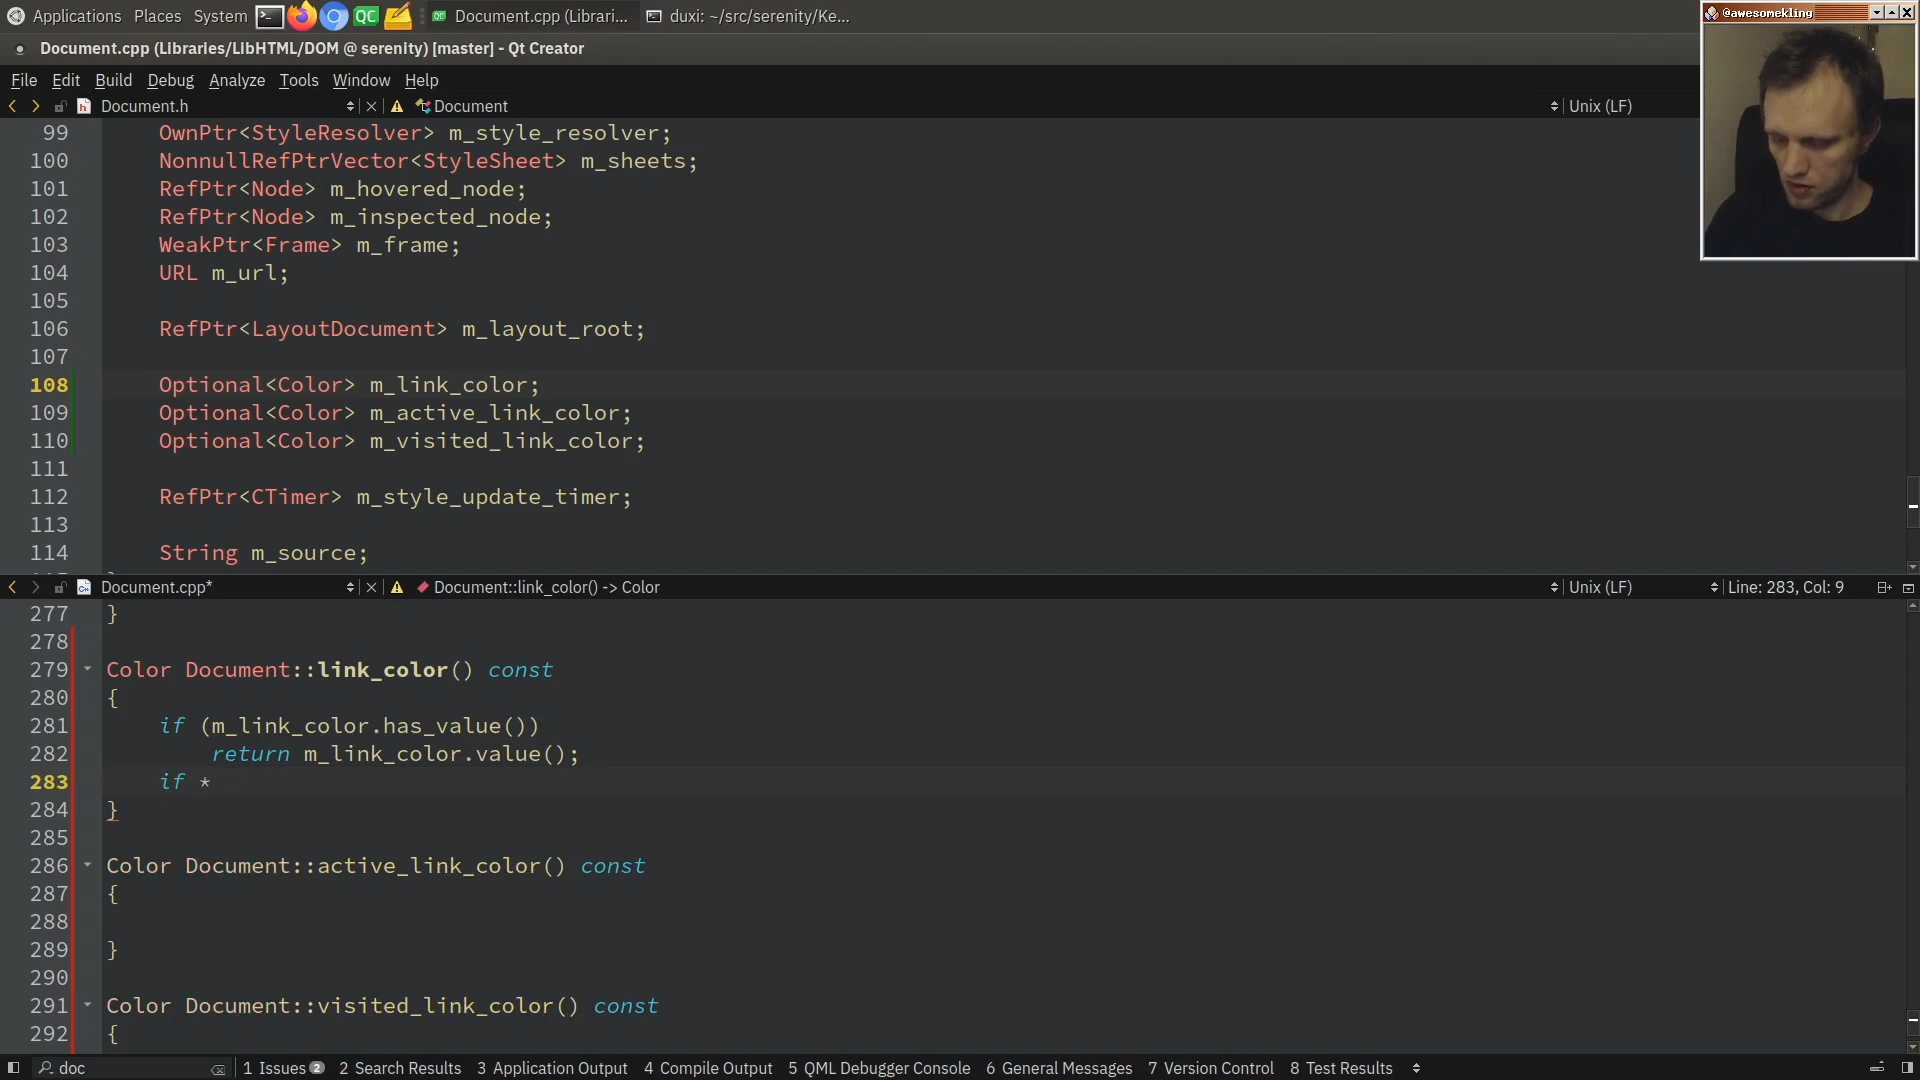 Applications Places System Document.cpp (Librari... duxi: ~/src/serenity/Ke...
@awesomekling
Document.cpp (Libraries/LibHTML/DOM @ serenity) [master] - Qt Creator
File Edit Build Debug Analyze Tools Window Help
Document.h Document Unix (LF)
99 OwnPtr<StyleResolver> m_style_resolver;
100 NonnullRefPtrVector<StyleSheet> m_sheets;
101 RefPtr<Node> m_hovered_node;
102 RefPtr<Node> m_inspected_node;
103 WeakPtr<Frame> m_frame;
104 URL m_url;
105
106 RefPtr<LayoutDocument> m_layout_root;
107
108 Optional<Color> m_link_color;
109 Optional<Color> m_active_link_color;
110 Optional<Color> m_visited_link_color;
111
112 RefPtr<CTimer> m_style_update_timer;
113
114 String m_source;
Document.cpp* Document::link_color() -> Color Unix (LF) Line: 283, Col: 9
277 }
278
279 Color Document::link_color() const
280 {
281 if (m_link_color.has_value())
282 return m_link_color.value();
283 if *
284 }
285
286 Color Document::active_link_color() const
287 {
288
289 }
290
291 Color Document::visited_link_color() const
292 {
doc 1 Issues 2 2 Search Results 3 Application Output 4 Compile Output 5 QML Debugger Console 6 General Messages 7 Version Control 8 Test Results